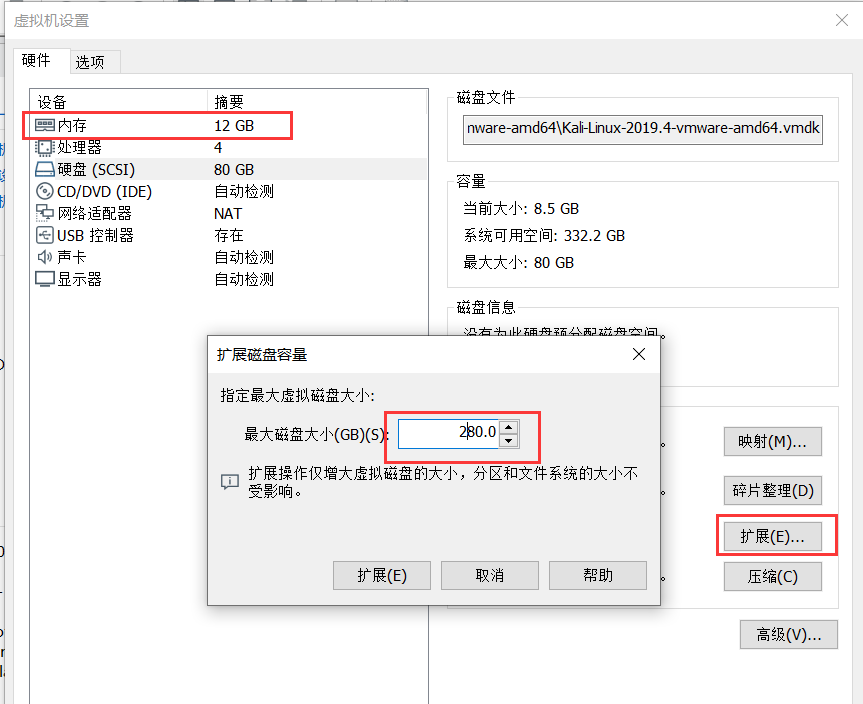 虚拟机设置
硬件 选项
设备 摘要
内存 12 GB
处理器 4
硬盘 (SCSI) 80 GB
CD/DVD (IDE) 自动检测
网络适配器 NAT
USB 控制器 存在
声卡 自动检测
显示器 自动检测
磁盘文件
nware-amd64\Kali-Linux-2019.4-vmware-amd64.vmdk
容量
当前大小: 8.5 GB
系统可用空间: 332.2 GB
最大大小: 80 GB
磁盘信息
没有为此硬盘预分配磁盘空间。
扩展磁盘容量
指定最大虚拟磁盘大小:
最大磁盘大小(GB)(S): 280.0
扩展操作仅增大虚拟磁盘的大小，分区和文件系统的大小不
受影响。
扩展(E) 取消 帮助
映射(M)...
碎片整理(D)
扩展(E)...
压缩(C)
高级(V)...